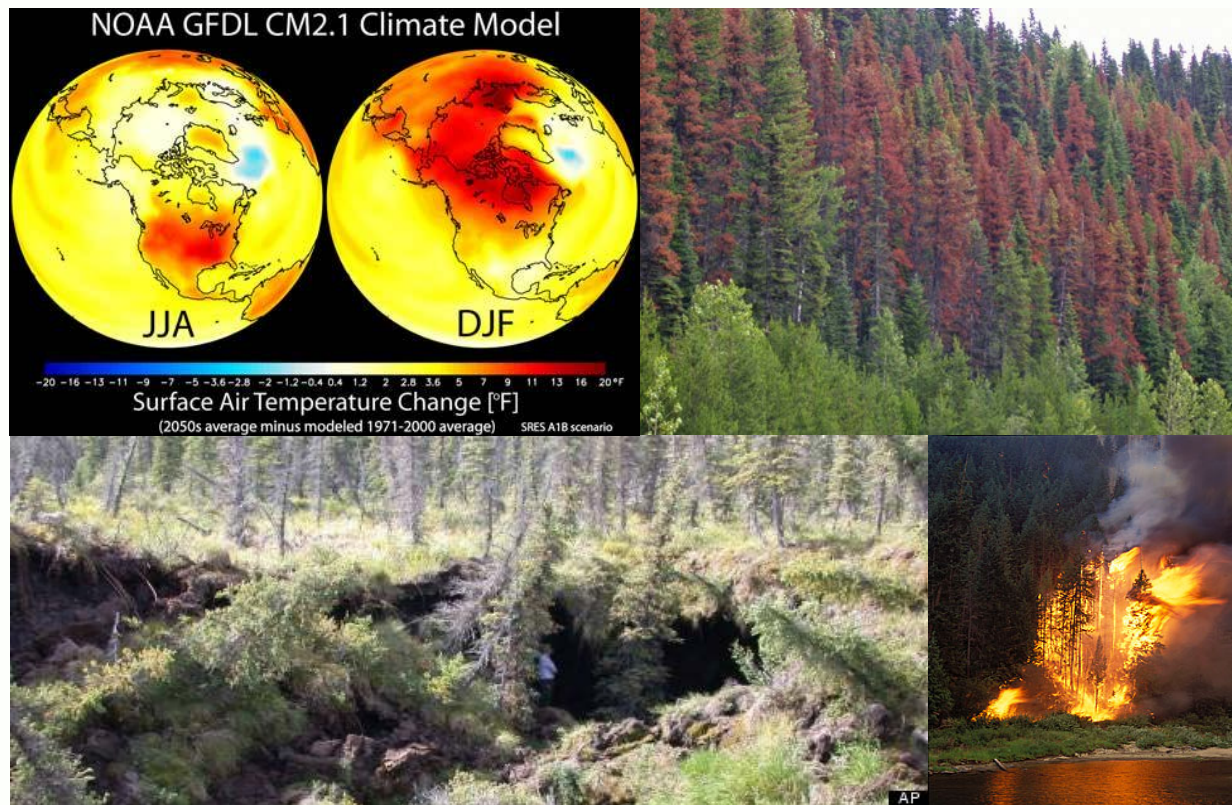 NOAA GFDL CM2.1 Climate Model
JJA
DJF
-20 -16 -13 -11 -9 -7 -5 -3.6 -2.8 -2 -1.2 -0.4 0.4 1.2 2 2.8 3.6 5 7 9 11 13 16 20 °F
Surface Air Temperature Change [°F]
(2050s average minus modeled 1971-2000 average)
SRES A1B scenario
AP